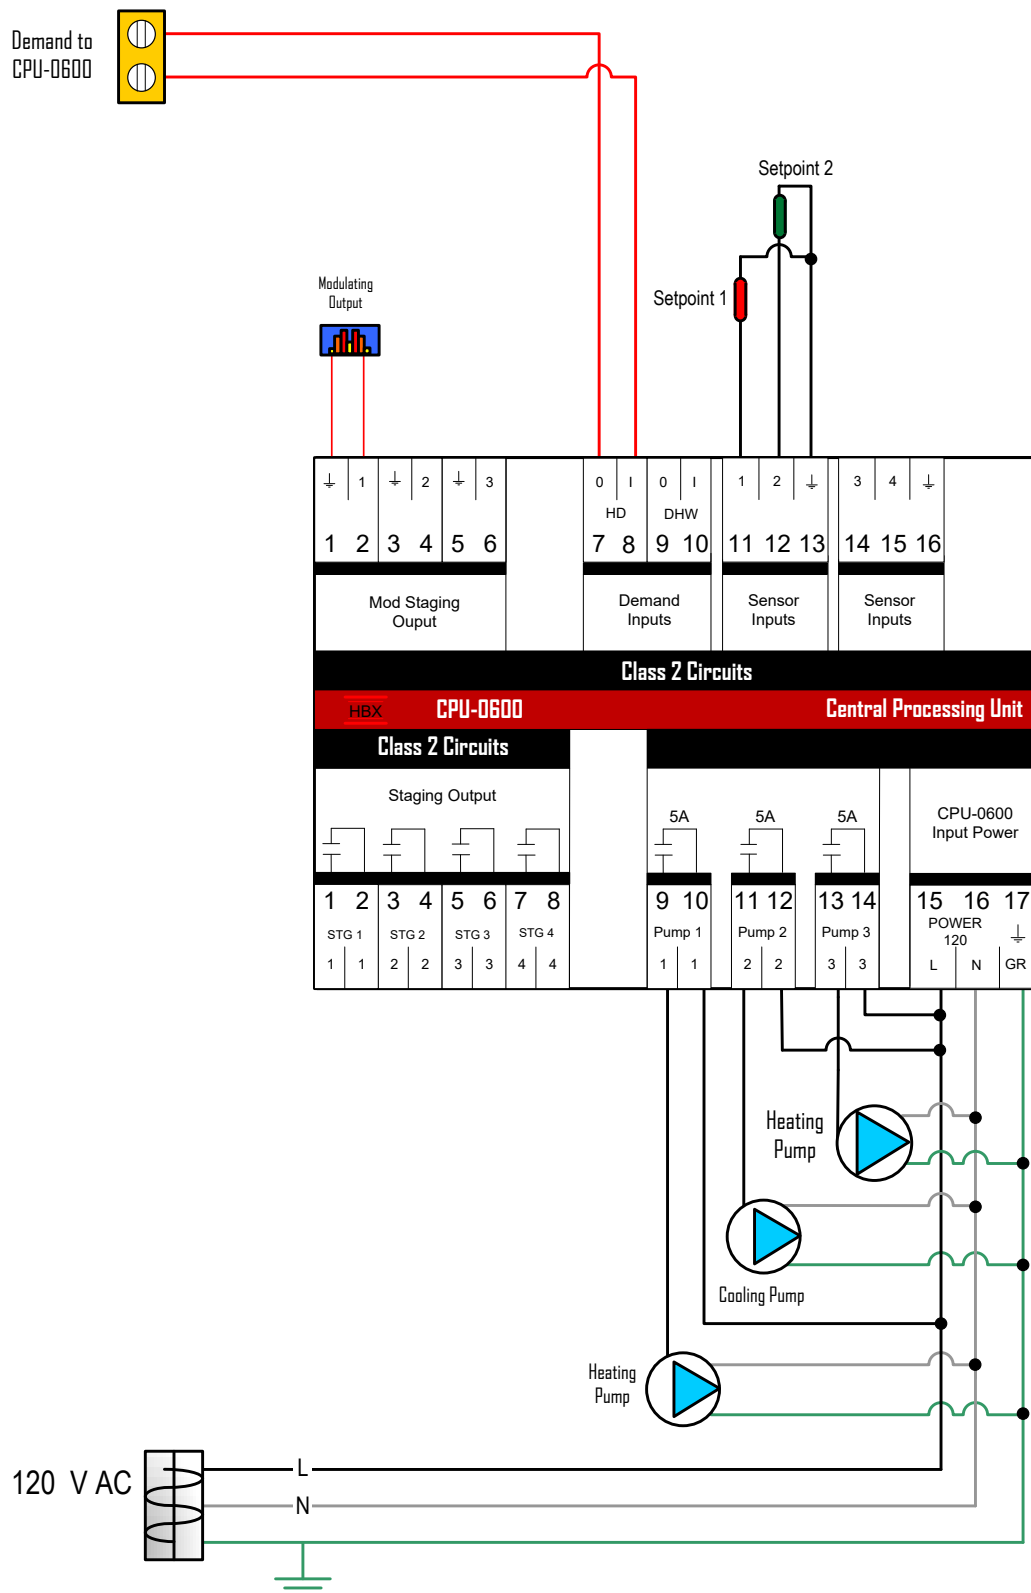 Demand to
CPU-0600
Setpoint 2
Modulating
Output
Setpoint 1
1 2 3
0 I 0 I
1 2
3 4
HD DHW
1 2 3 4 5 6
7 8 9 10
11 12 13
14 15 16
Mod Staging
Ouput
Demand
Inputs
Sensor
Inputs
Sensor
Inputs
Class 2 Circuits
HBX CPU-0600 Central Processing Unit
Class 2 Circuits
Staging Output
5A 5A 5A
CPU-0600
Input Power
1 2 3 4 5 6 7 8
9 10 11 12 13 14
15 16 17
STG 1 STG 2 STG 3 STG 4
Pump 1 Pump 2 Pump 3
POWER
120
1 1 2 2 3 3 4 4
1 1 2 2 3 3
L N GR
Heating
Pump
Cooling Pump
Heating
Pump
120 V AC
L
N